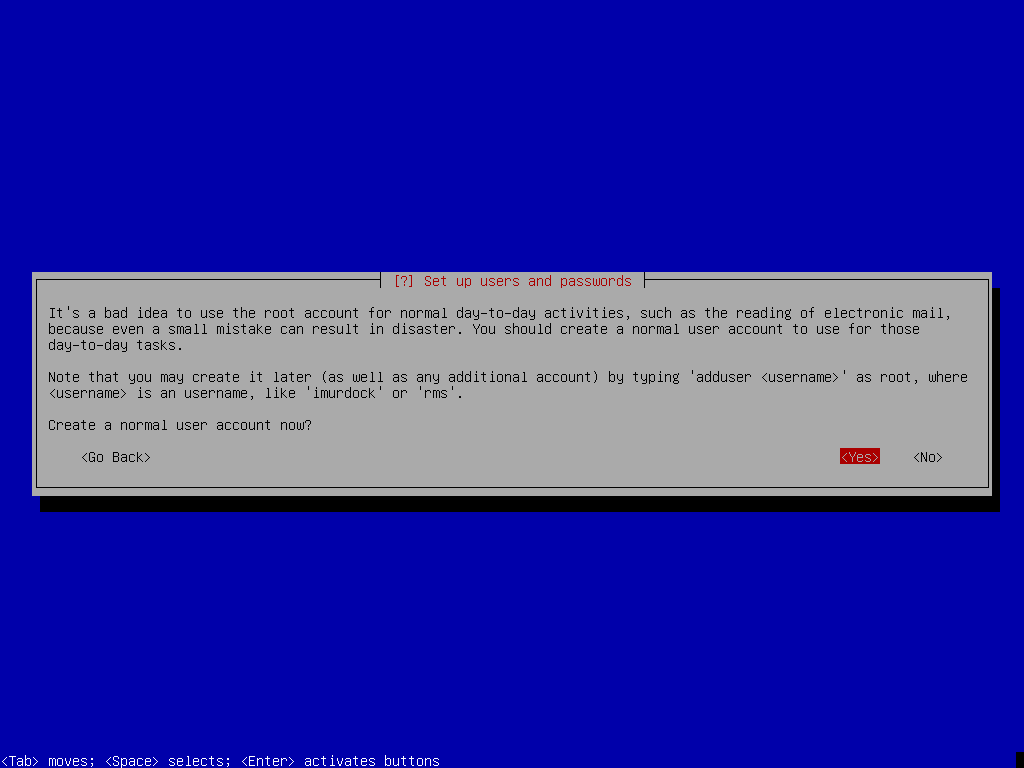 [?] Set up users and passwords
It's a bad idea to use the root account for normal day-to-day activities, such as the reading of electronic mail,
because even a small mistake can result in disaster. You should create a normal user account to use for those
day-to-day tasks.
Note that you may create it later (as well as any additional account) by typing 'adduser <username>' as root, where
<username> is an username, like 'imurdock' or 'rms'.
Create a normal user account now?
<Go Back> <Yes> <No>
<Tab> moves; <Space> selects; <Enter> activates buttons